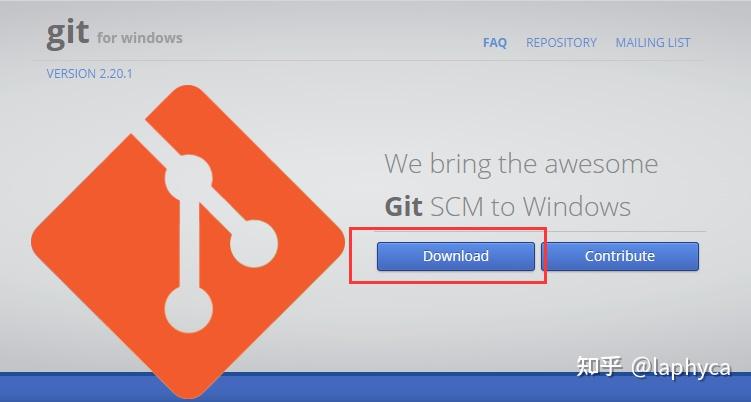 git for windows
FAQ REPOSITORY MAILING LIST
VERSION 2.20.1
We bring the awesome
Git SCM to Windows
Download Contribute
知乎 @laphyca